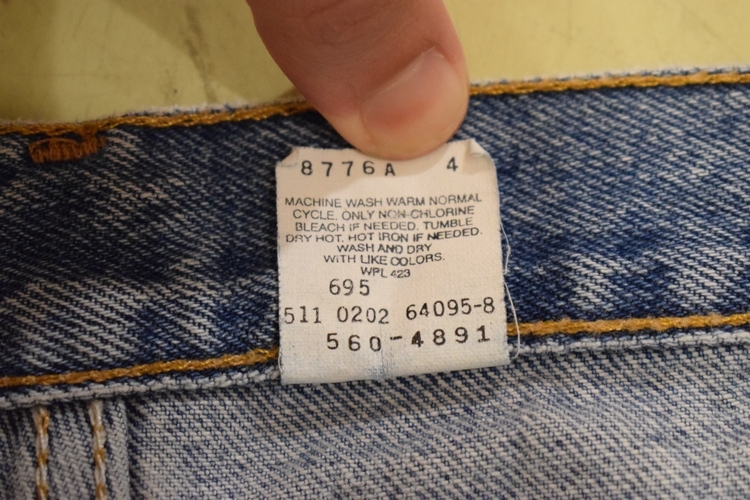 8776A 4
MACHINE WASH WARM NORMAL
CYCLE. ONLY NON-CHLORINE
BLEACH IF NEEDED. TUMBLE
DRY HOT. HOT IRON IF NEEDED.
WASH AND DRY
WITH LIKE COLORS.
WPL 423
695
511 0202 64095-8
560-4891